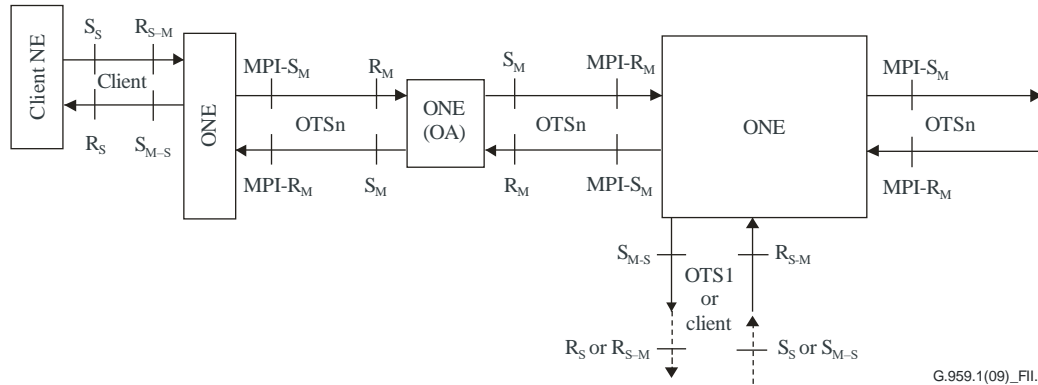 Client NE
S_S
R_S–M
Client
R_S
S_M–S
ONE
MPI-S_M
R_M
OTSn
MPI-R_M
S_M
ONE
(OA)
S_M
MPI-R_M
OTSn
R_M
MPI-S_M
ONE
MPI-S_M
OTSn
MPI-R_M
S_M-S
R_S-M
OTS1
or
client
R_S or R_S–M
S_S or S_M–S
G.959.1(09)_FII.